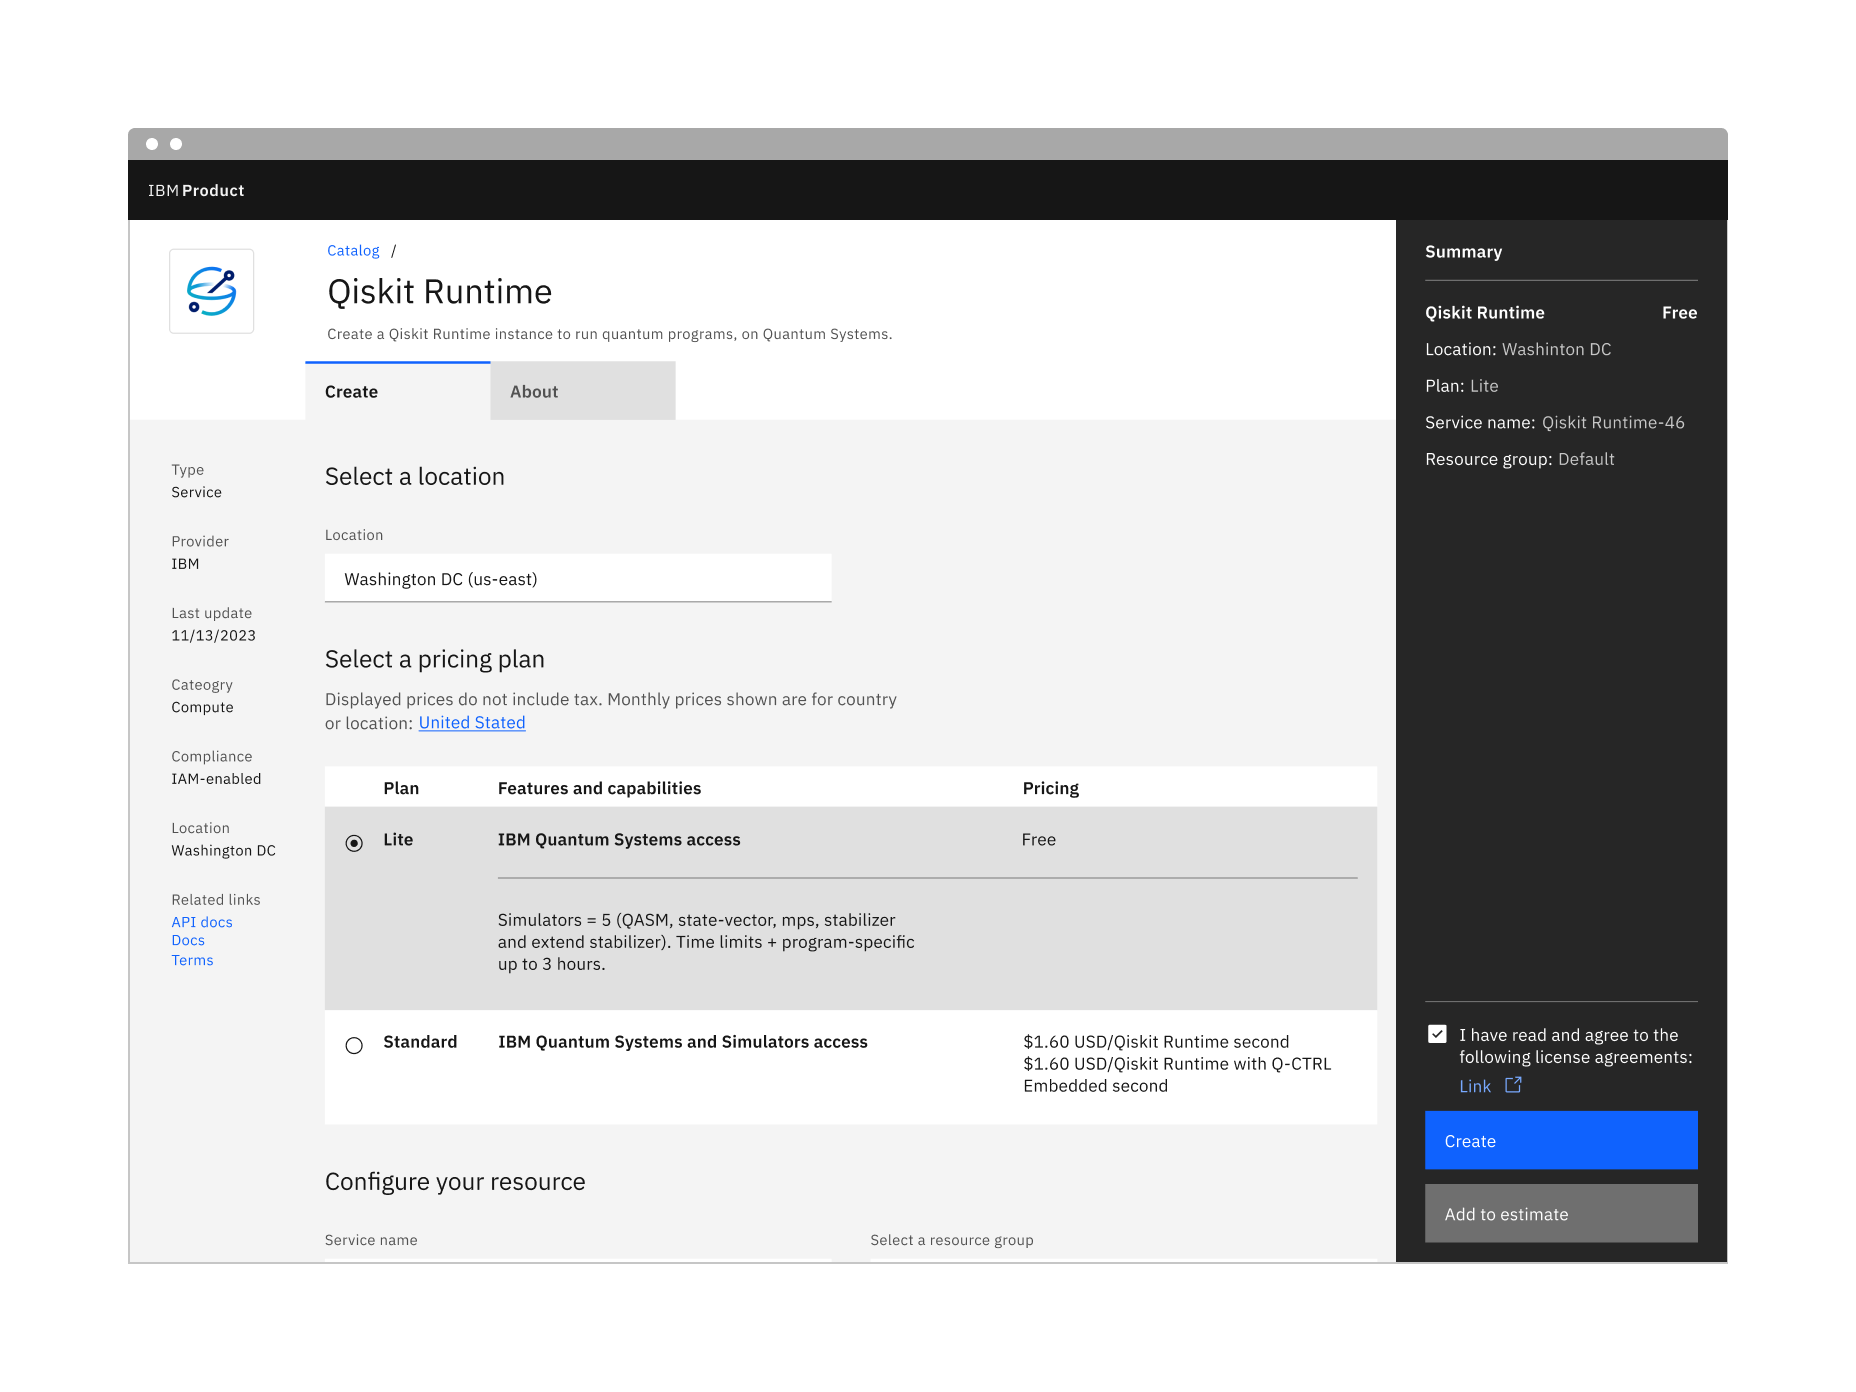 IBM Product
Catalog /
Qiskit Runtime
Create a Qiskit Runtime instance to run quantum programs, on Quantum Systems.
Create
About
Type
Service
Provider
IBM
Last update
11/13/2023
Cateogry
Compute
Compliance
IAM-enabled
Location
Washington DC
Related links
API docs
Docs
Terms
Select a location
Location
Washington DC (us-east)
Select a pricing plan
Displayed prices do not include tax. Monthly prices shown are for country
or location: United Stated
Plan
Features and capabilities
Pricing
Lite
IBM Quantum Systems access
Free
Simulators = 5 (QASM, state-vector, mps, stabilizer
and extend stabilizer). Time limits + program-specific
up to 3 hours.
Standard
IBM Quantum Systems and Simulators access
$1.60 USD/Qiskit Runtime second
$1.60 USD/Qiskit Runtime with Q-CTRL
Embedded second
Configure your resource
Service name
Select a resource group
Summary
Qiskit Runtime Free
Location: Washinton DC
Plan: Lite
Service name: Qiskit Runtime-46
Resource group: Default
I have read and agree to the
following license agreements:
Link
Create
Add to estimate